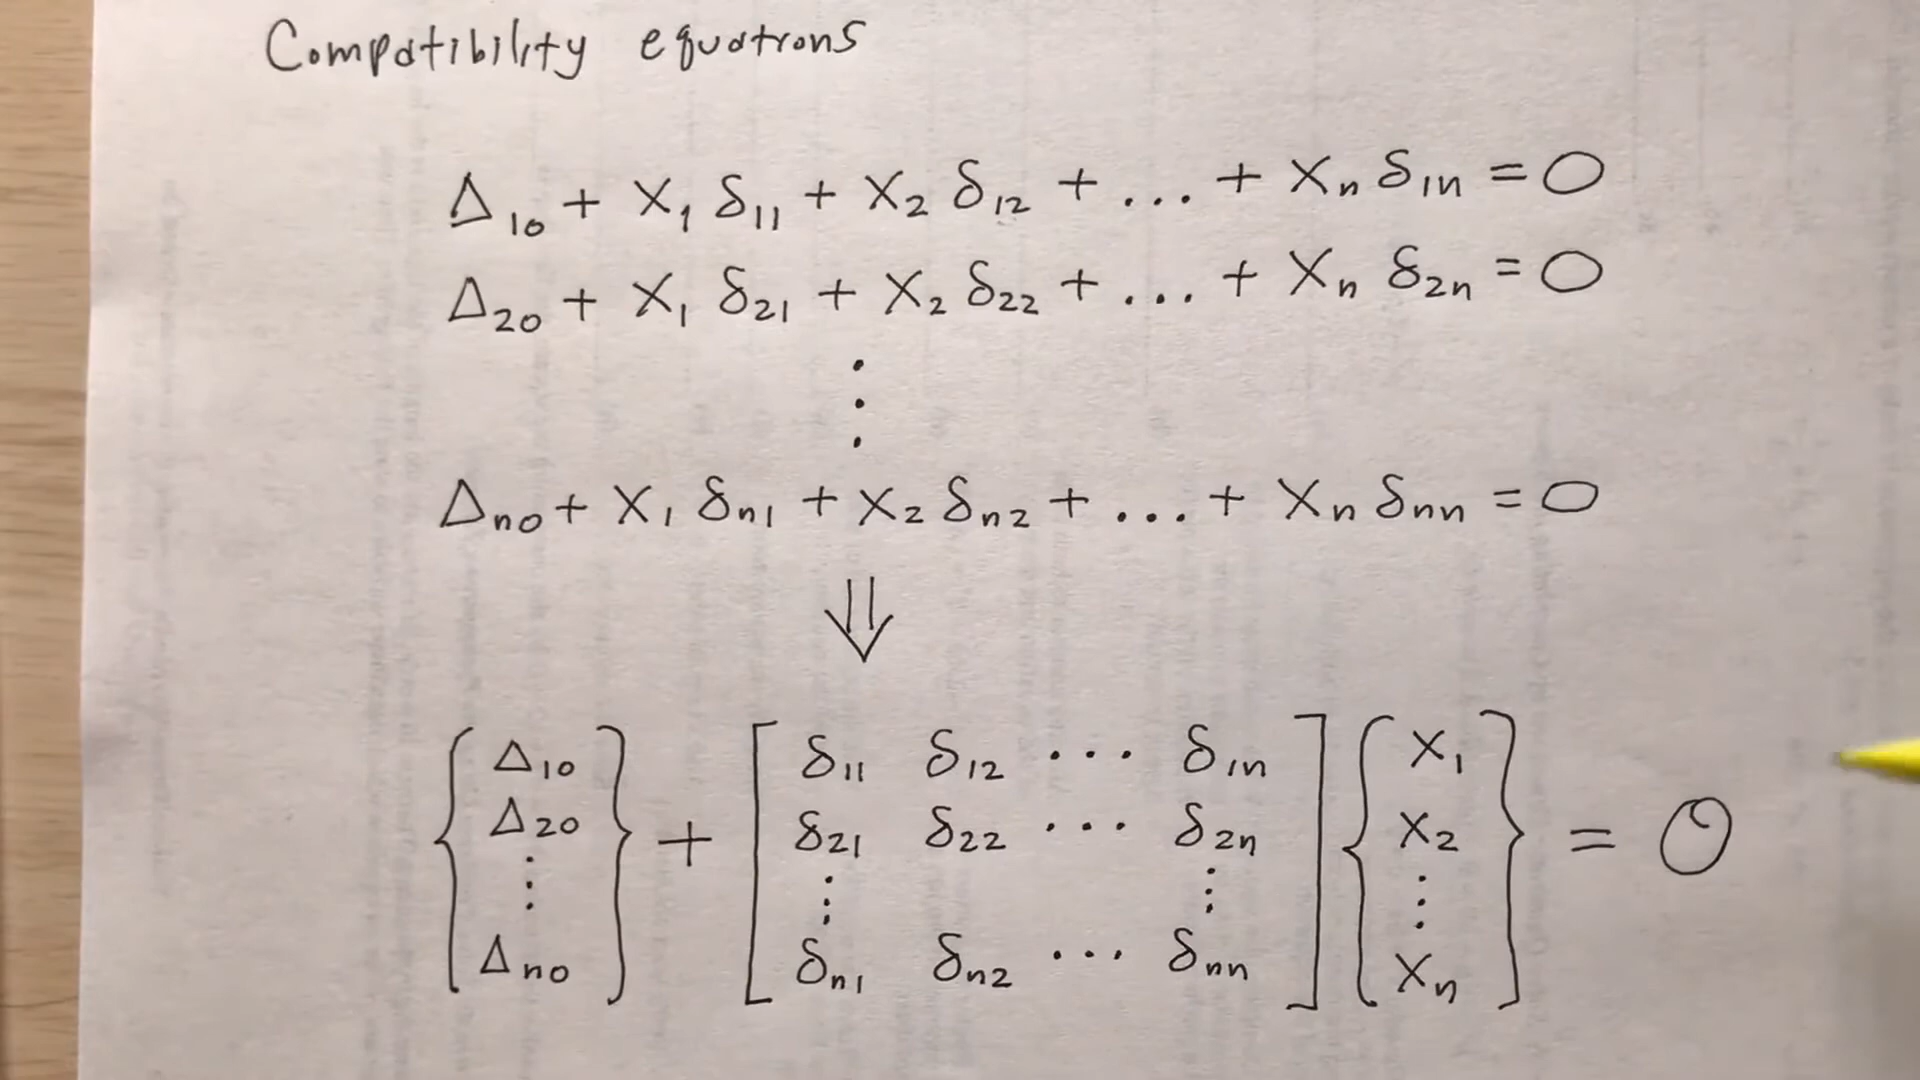 Compatibility equations
Δ10 + X1 δ11 + X2 δ12 + ... + Xn δ1n = 0
Δ20 + X1 δ21 + X2 δ22 + ... + Xn δ2n = 0
⋮
Δn0 + X1 δn1 + X2 δn2 + ... + Xn δnn = 0
⇓
{Δ10 Δ20 ⋮ Δn0} + [δ11 δ12 ... δ1n
δ21 δ22 ... δ2n
⋮ ⋮
δn1 δn2 ... δnn] {X1 X2 ⋮ Xn} = 0